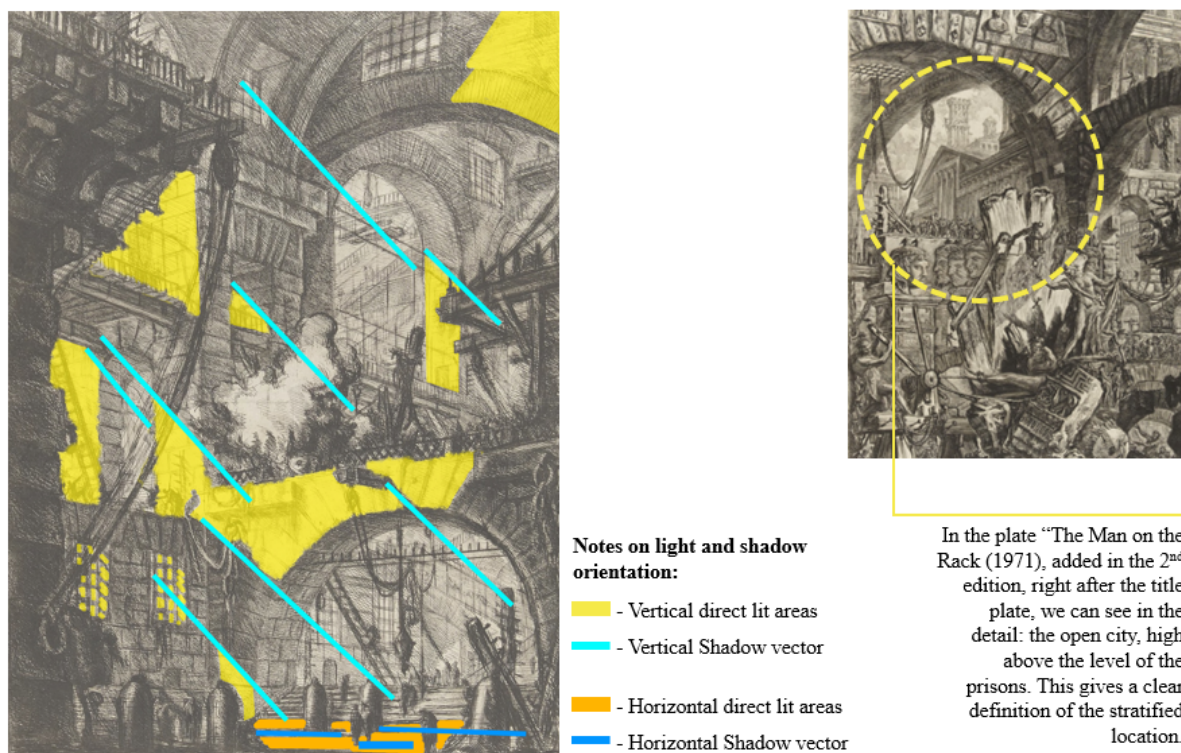 Notes on light and shadow
orientation:
- Vertical direct lit areas
- Vertical Shadow vector
- Horizontal direct lit areas
- Horizontal Shadow vector
In the plate “The Man on the
Rack (1971), added in the 2nd
edition, right after the title
plate, we can see in the
detail: the open city, high
above the level of the
prisons. This gives a clear
definition of the stratified
location.